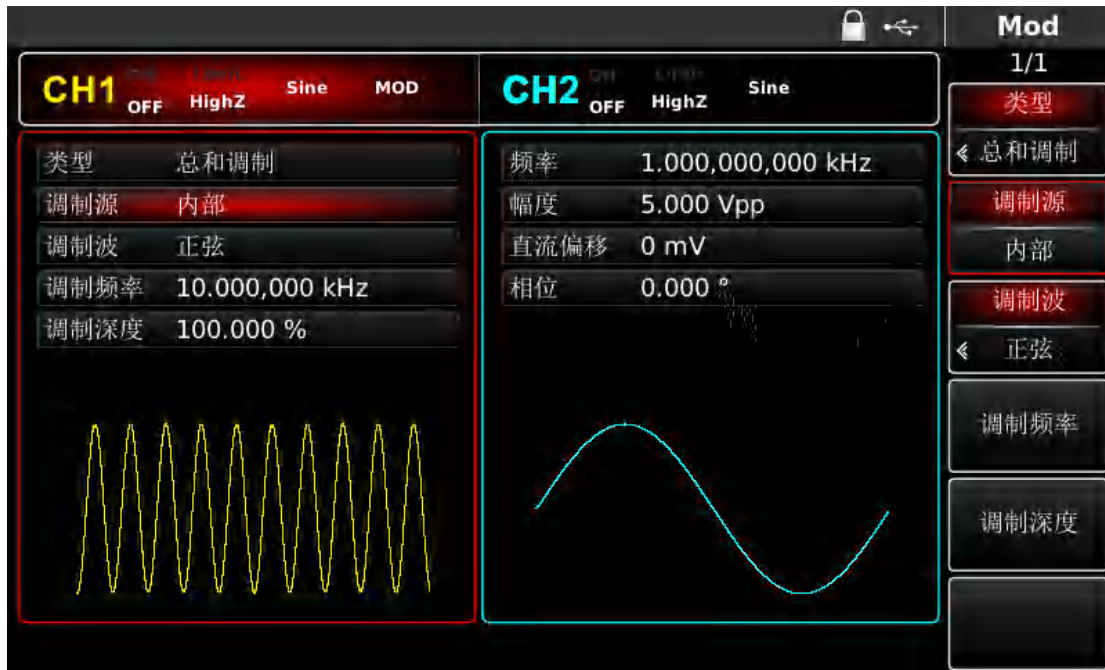 Mod
1/1
CH1 OFF HighZ Sine MOD
CH2 OFF HighZ Sine
类型 总和调制
调制源 内部
调制波 正弦
调制频率 10.000,000 kHz
调制深度 100.000 %
频率 1.000,000,000 kHz
幅度 5.000 Vpp
直流偏移 0 mV
相位 0.000 °
类型
总和调制
调制源
内部
调制波
正弦
调制频率
调制深度